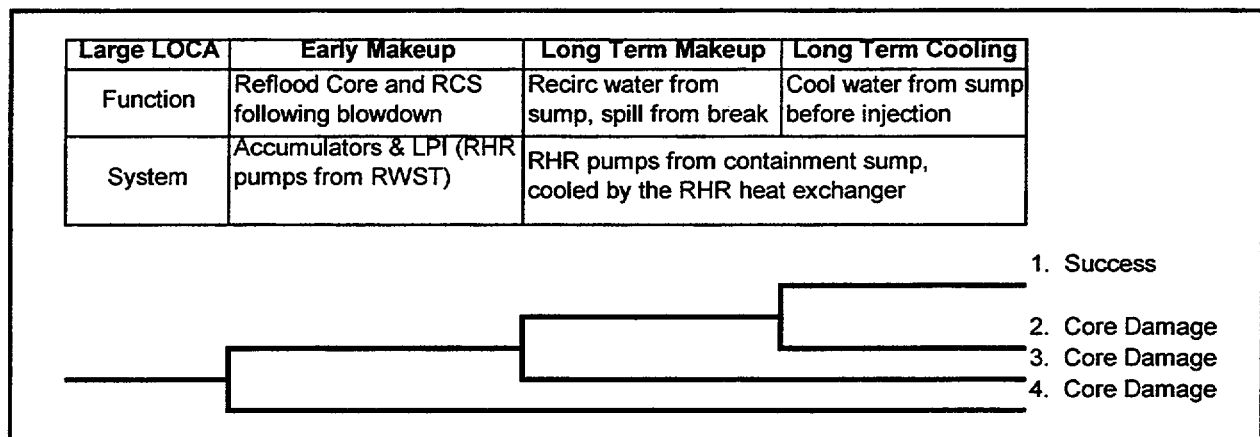 Large LOCA Early Makeup Long Term Makeup Long Term Cooling
Function
Reflood Core and RCS
following blowdown
Recirc water from
sump, spill from break
Cool water from sump
before injection
System
Accumulators & LPI (RHR
pumps from RWST)
RHR pumps from containment sump,
cooled by the RHR heat exchanger
1. Success
2. Core Damage
3. Core Damage
4. Core Damage